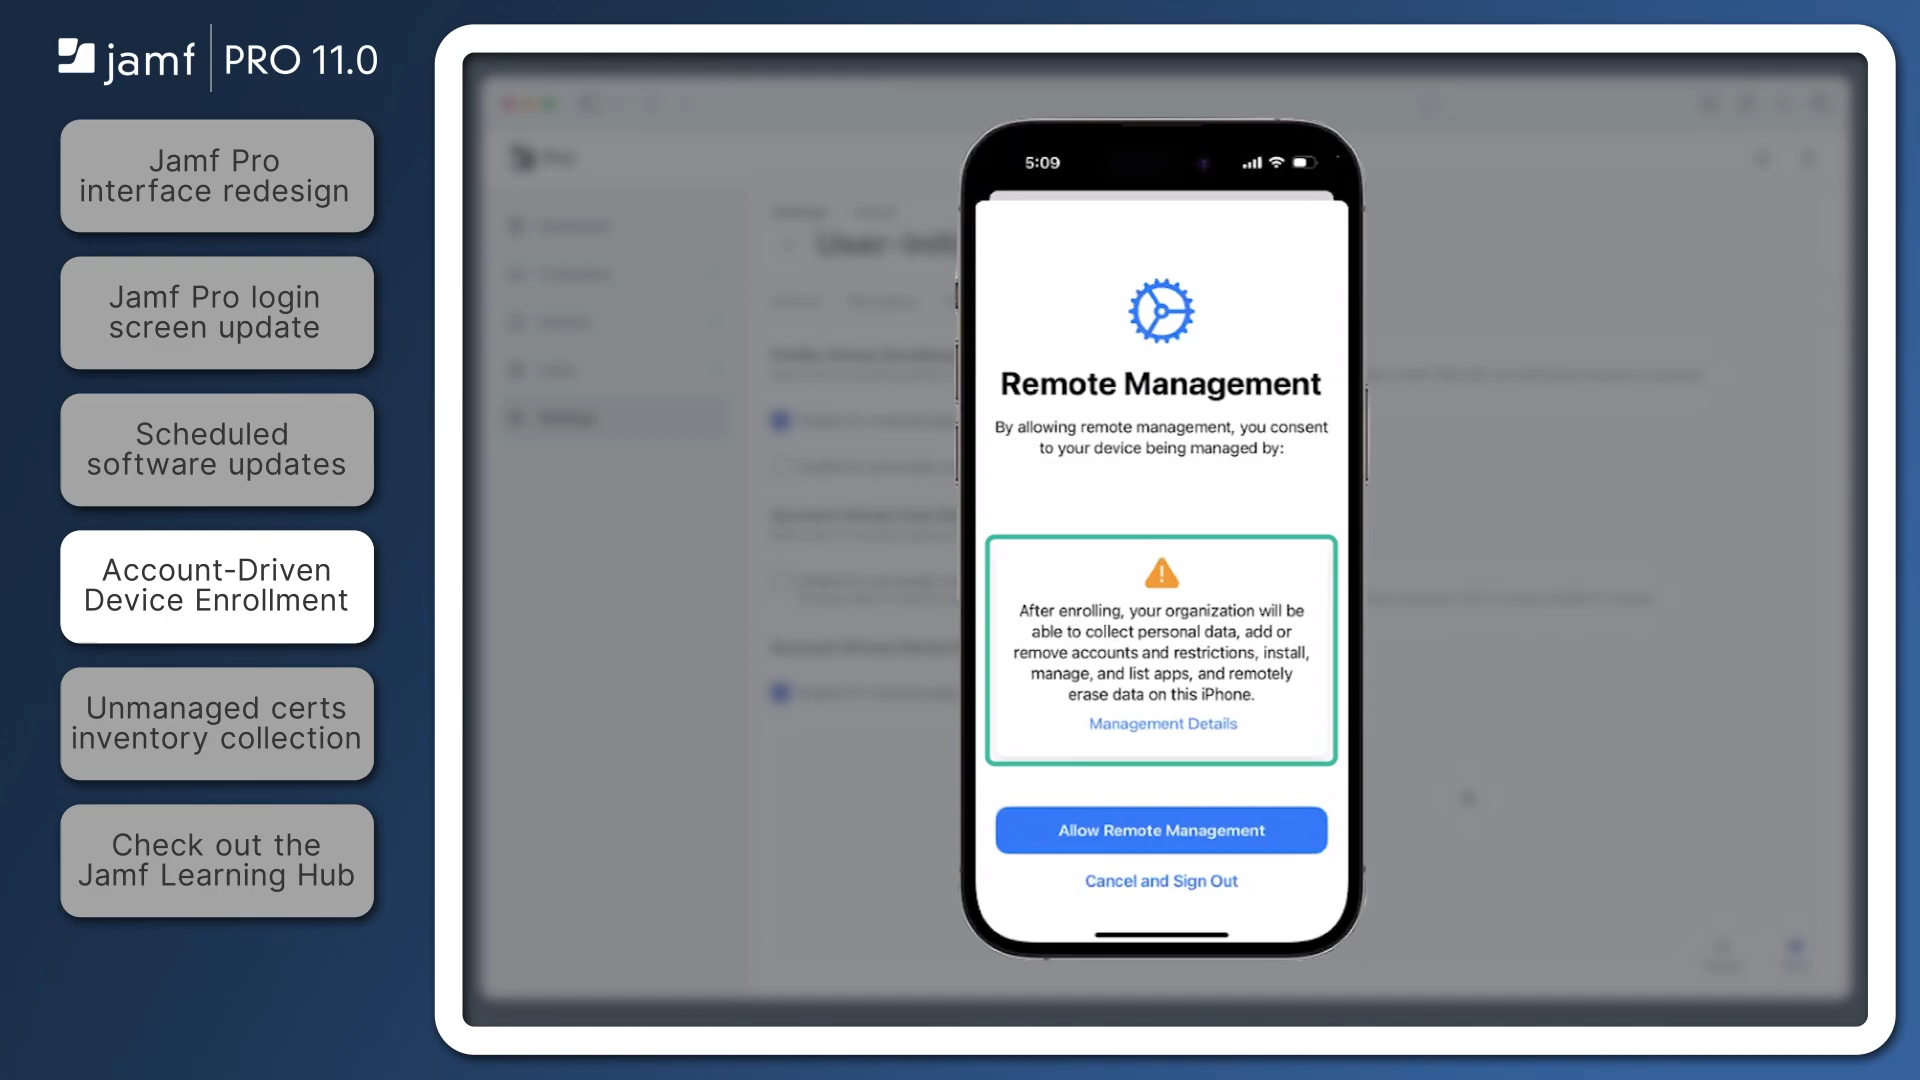 jamf | PRO 11.0
Jamf Pro
interface redesign
Jamf Pro login
screen update
Scheduled
software updates
Account-Driven
Device Enrollment
Unmanaged certs
inventory collection
Check out the
Jamf Learning Hub
5:09
Remote Management
By allowing remote management, you consent
to your device being managed by:
After enrolling, your organization will be
able to collect personal data, add or
remove accounts and restrictions, install,
manage, and list apps, and remotely
erase data on this iPhone.
Management Details
Allow Remote Management
Cancel and Sign Out